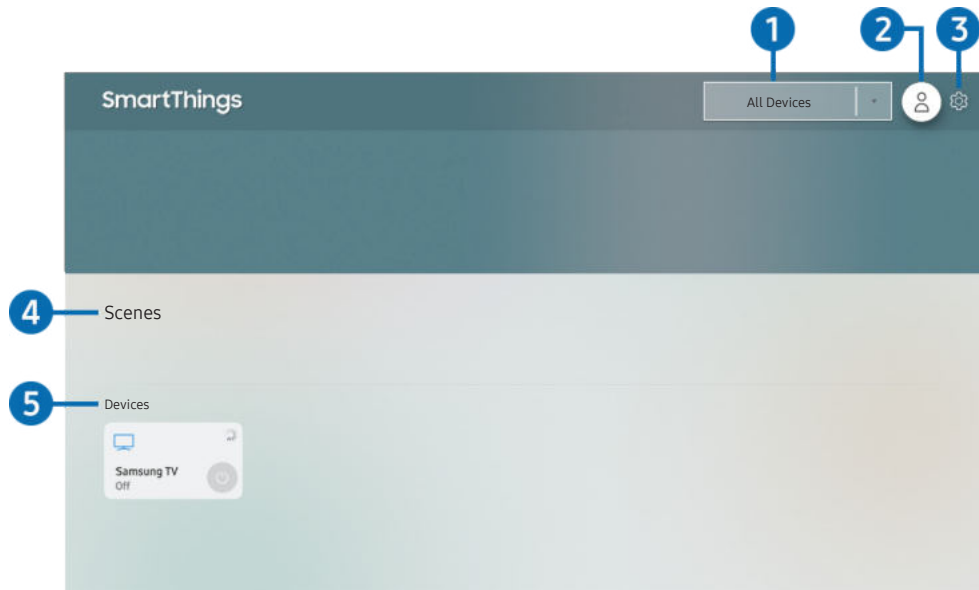 1
2
3
SmartThings
All Devices
4
Scenes
5
Devices
Samsung TV
Off